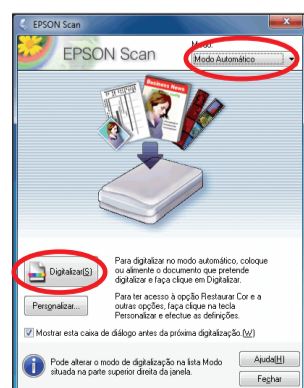 EPSON Scan
EPSON Scan
Modo:
Modo Automático
Business News
Digitalizar(S)
Para digitalizar no modo automático, coloque
ou alimente o documento que pretende
digitalizar e faça clique em Digitalizar.
Personalizar...
Para ter acesso à opção Restaurar Cor e a
outras opções, faça clique na tecla
Personalizar e efectue as definições.
Mostrar esta caixa de diálogo antes da próxima digitalização.(W)
Pode alterar o modo de digitalização na lista Modo
situada na parte superior direita da janela.
Ajuda(H)
Fechar